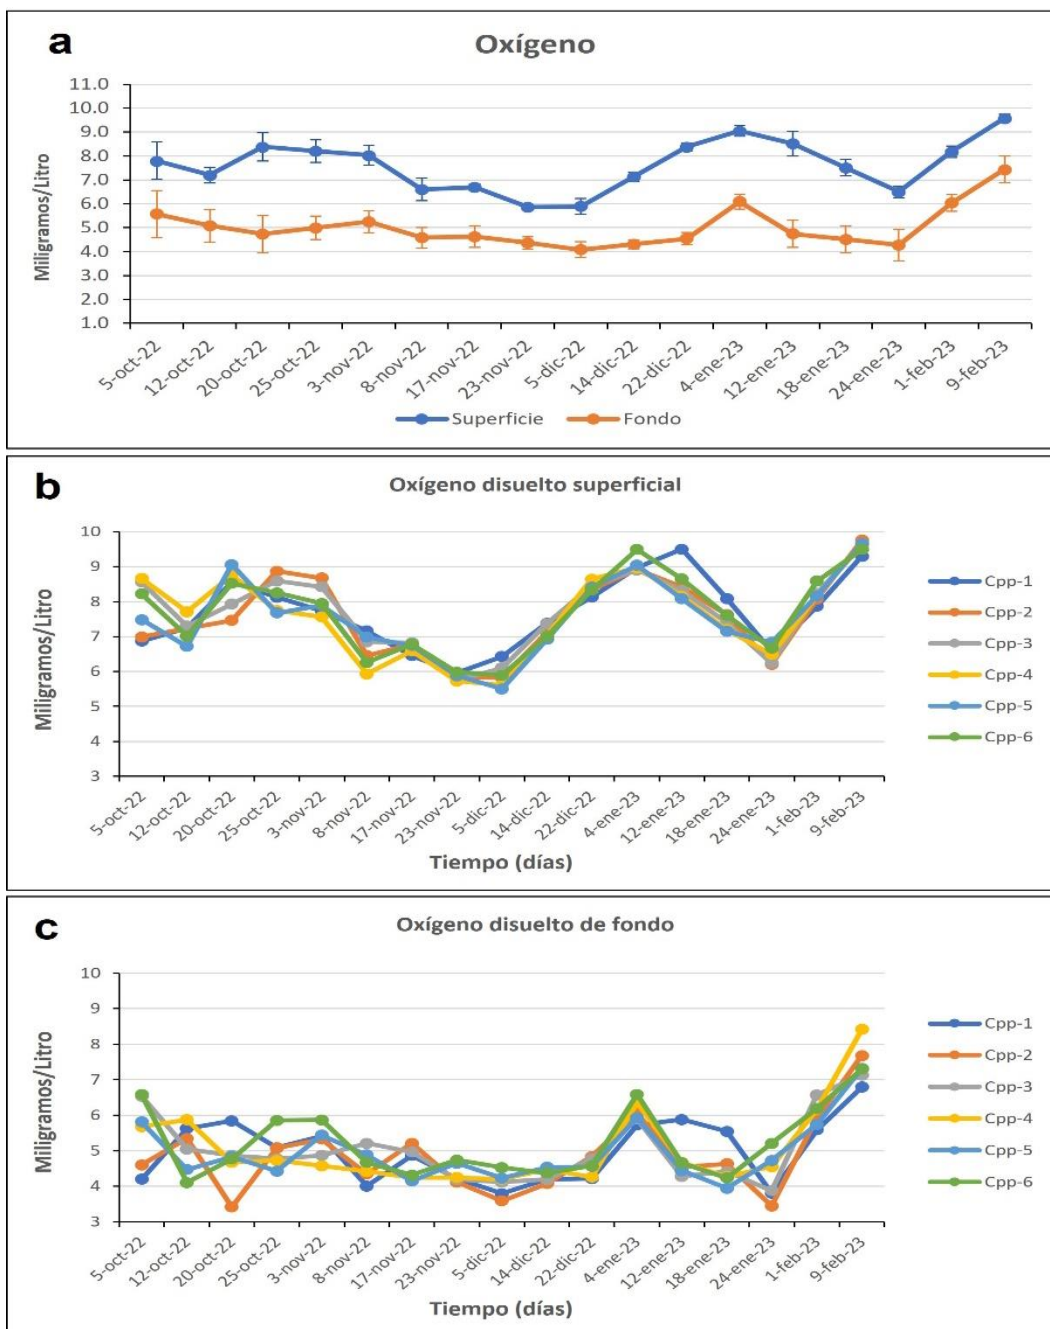 a
Oxígeno
Miligramos/Litro
11.0
10.0
9.0
8.0
7.0
6.0
5.0
4.0
3.0
2.0
1.0
5-oct-22
12-oct-22
20-oct-22
25-oct-22
3-nov-22
8-nov-22
17-nov-22
23-nov-22
5-dic-22
14-dic-22
22-dic-22
4-ene-23
12-ene-23
18-ene-23
24-ene-23
1-feb-23
9-feb-23
Superficie
Fondo
b
Oxígeno disuelto superficial
Miligramos/Litro
10
9
8
7
6
5
4
3
5-oct-22
12-oct-22
20-oct-22
25-oct-22
3-nov-22
8-nov-22
17-nov-22
23-nov-22
5-dic-22
14-dic-22
22-dic-22
4-ene-23
12-ene-23
18-ene-23
24-ene-23
1-feb-23
9-feb-23
Tiempo (días)
Cpp-1
Cpp-2
Cpp-3
Cpp-4
Cpp-5
Cpp-6
c
Oxígeno disuelto de fondo
Miligramos/Litro
10
9
8
7
6
5
4
3
5-oct-22
12-oct-22
20-oct-22
25-oct-22
3-nov-22
8-nov-22
17-nov-22
23-nov-22
5-dic-22
14-dic-22
22-dic-22
4-ene-23
12-ene-23
18-ene-23
24-ene-23
1-feb-23
9-feb-23
Tiempo (días)
Cpp-1
Cpp-2
Cpp-3
Cpp-4
Cpp-5
Cpp-6